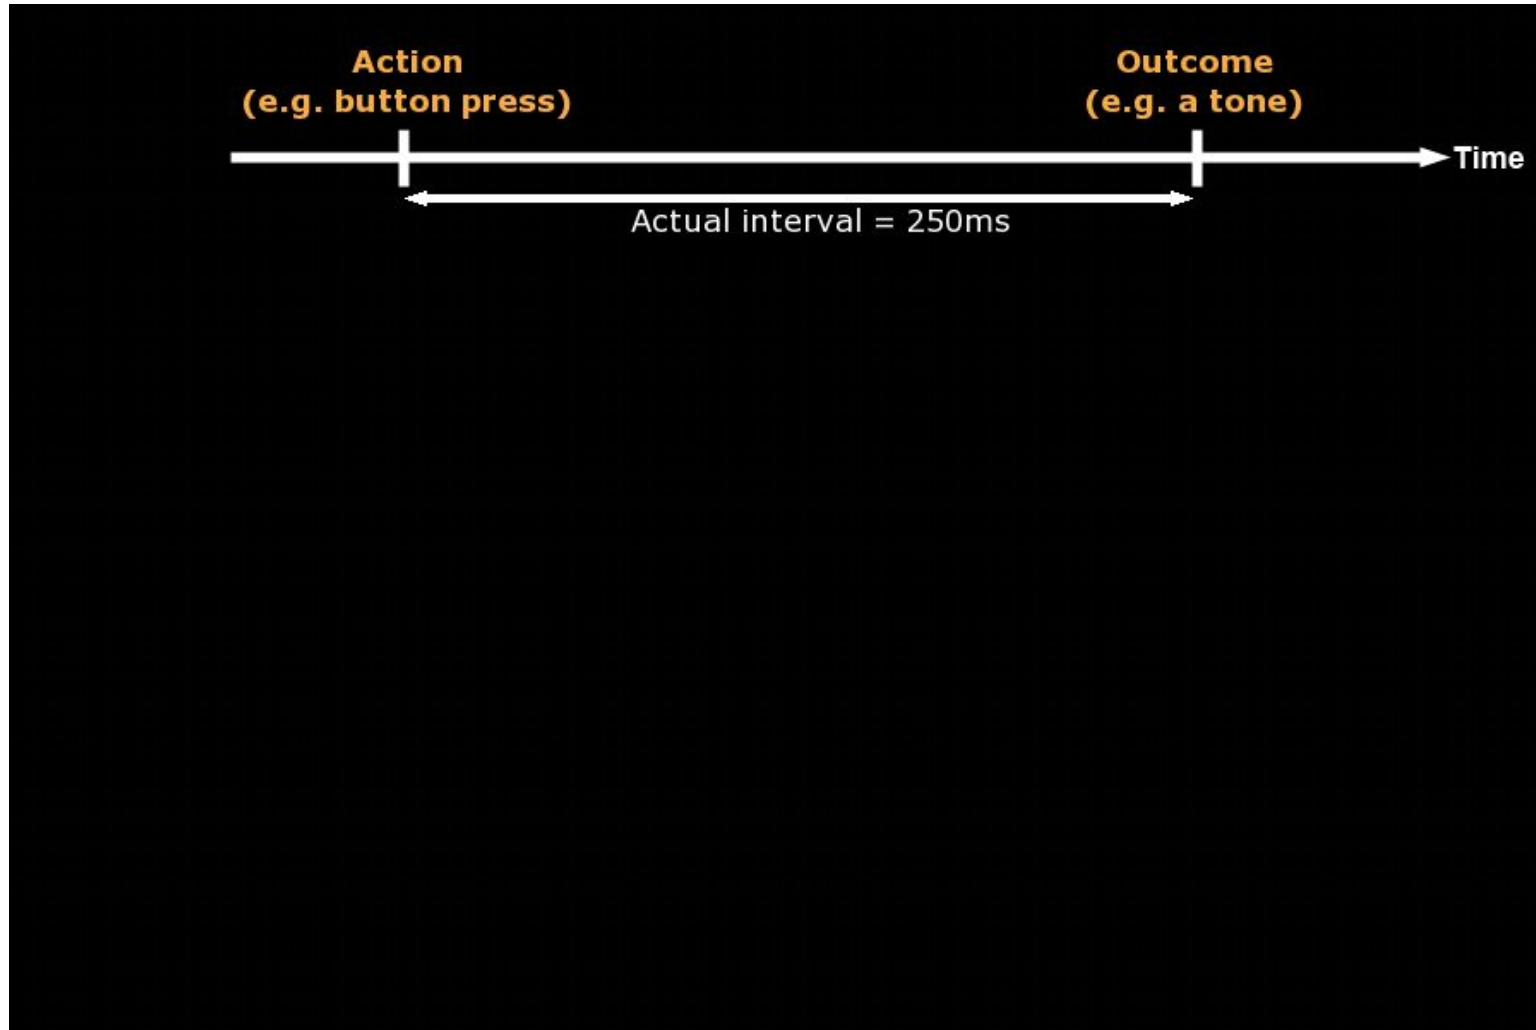 Action
(e.g. button press)
Outcome
(e.g. a tone)
Time
Actual interval = 250ms